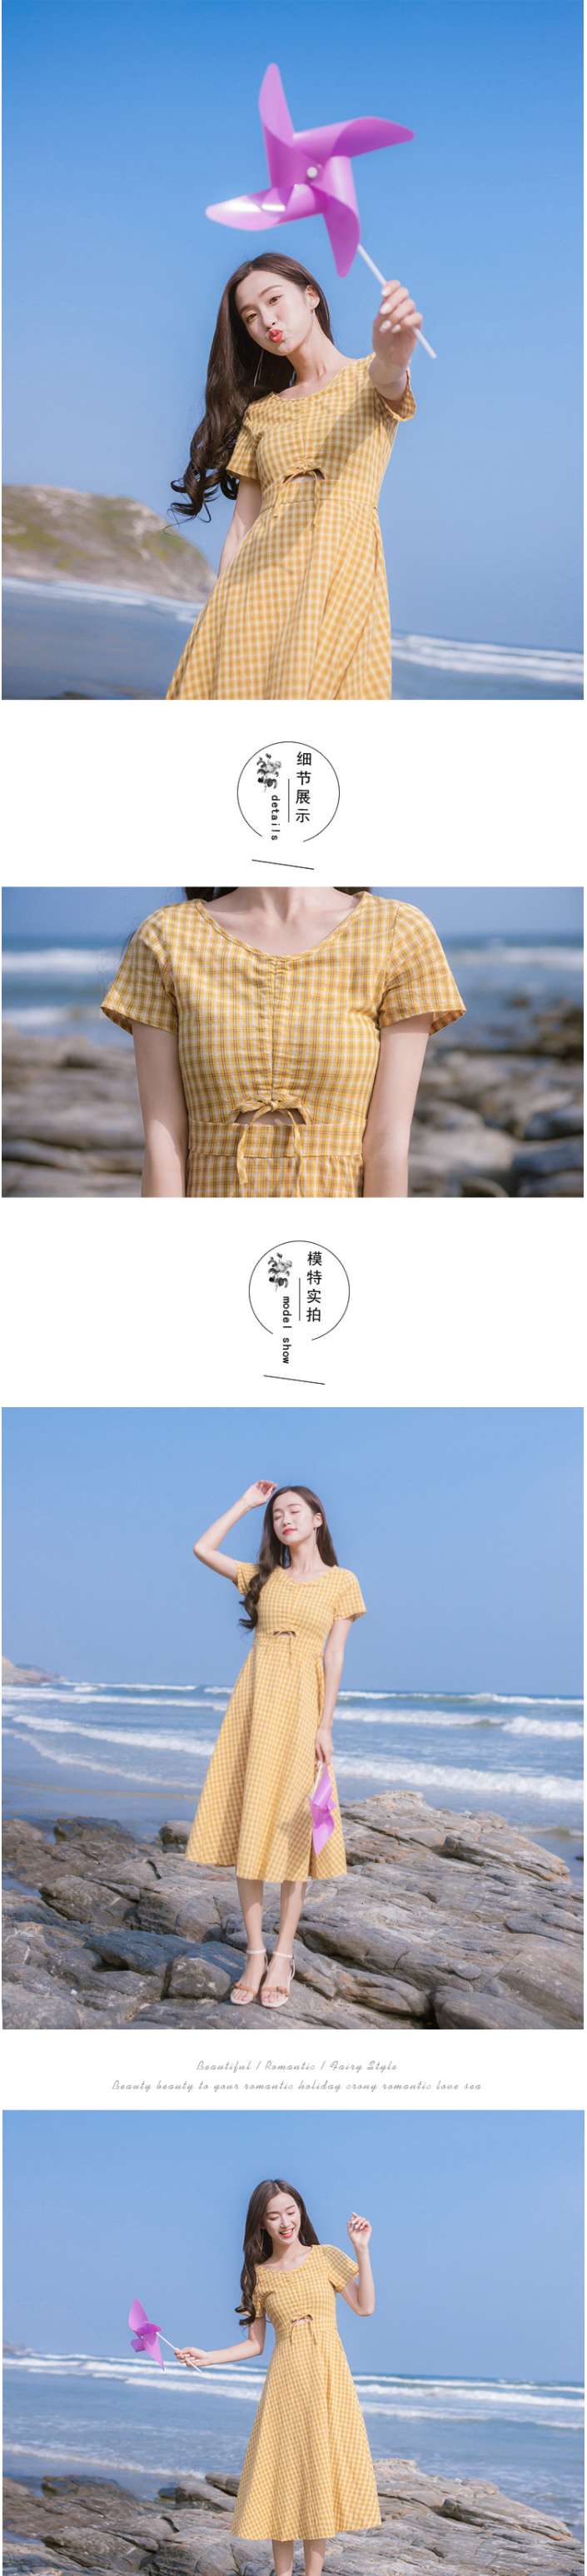 细节展示
details
模特实拍
model show
Beautiful / Romantic / Fairy Style
Beauty beauty to your romantic holiday crony romantic love sea